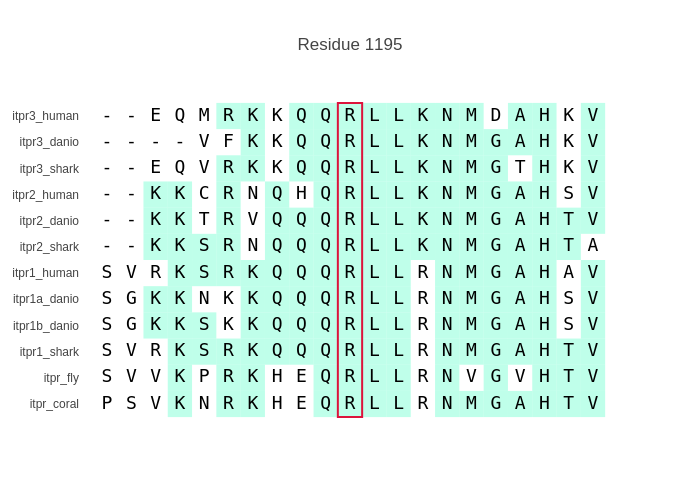 Residue 1195
itpr3_human - - E Q M R K K Q Q R L L K N M D A H K V
itpr3_danio - - - - V F K K Q Q R L L K N M G A H K V
itpr3_shark - - E Q V R K K Q Q R L L K N M G T H K V
itpr2_human - - K K C R N Q H Q R L L K N M G A H S V
itpr2_danio - - K K T R V Q Q Q R L L K N M G A H T V
itpr2_shark - - K K S R N Q Q Q R L L K N M G A H T A
itpr1_human S V R K S R K Q Q Q R L L R N M G A H A V
itpr1a_danio S G K K N K K Q Q Q R L L R N M G A H S V
itpr1b_danio S G K K S K K Q Q Q R L L R N M G A H S V
itpr1_shark S V R K S R K Q Q Q R L L R N M G A H T V
itpr_fly S V V K P R K H E Q R L L R N V G V H T V
itpr_coral P S V K N R K H E Q R L L R N M G A H T V